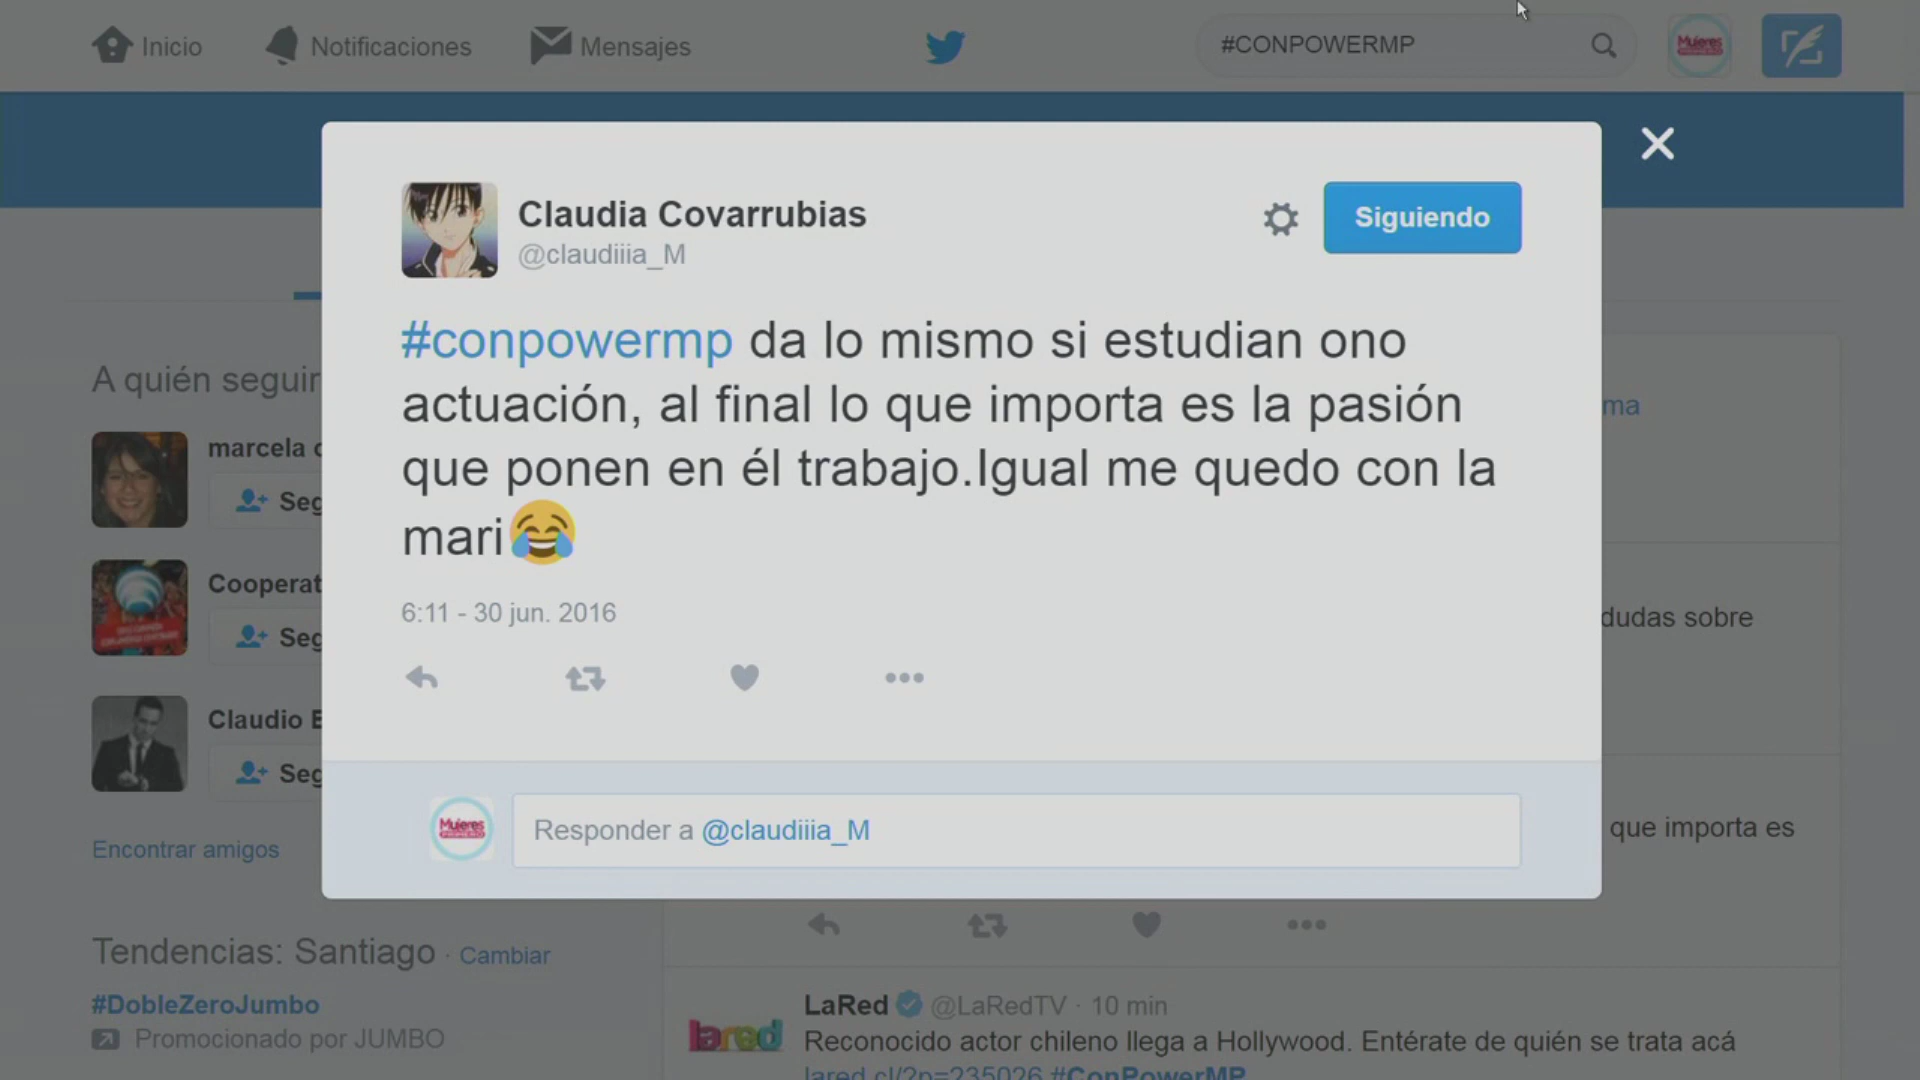 Inicio
Notificaciones
Mensajes
#CONPOWERMP
Mujeres
Claudia Covarrubias
@claudiiia_M
Siguiendo
#conpowermp da lo mismo si estudian ono
actuación, al final lo que importa es la pasión
que ponen en él trabajo.Igual me quedo con la
mari
6:11 - 30 jun. 2016
Mujeres
Responder a @claudiiia_M
A quién seguir
marcela
Seg
Cooperat
Seg
Claudio
Seg
Encontrar amigos
Tendencias: Santiago · Cambiar
#DobleZeroJumbo
Promocionado por JUMBO
ma
dudas sobre
que importa es
lared
LaRed @LaRedTV · 10 min
Reconocido actor chileno llega a Hollywood. Entérate de quién se trata acá
lared.cl/?p=235026 #ConPowerMP